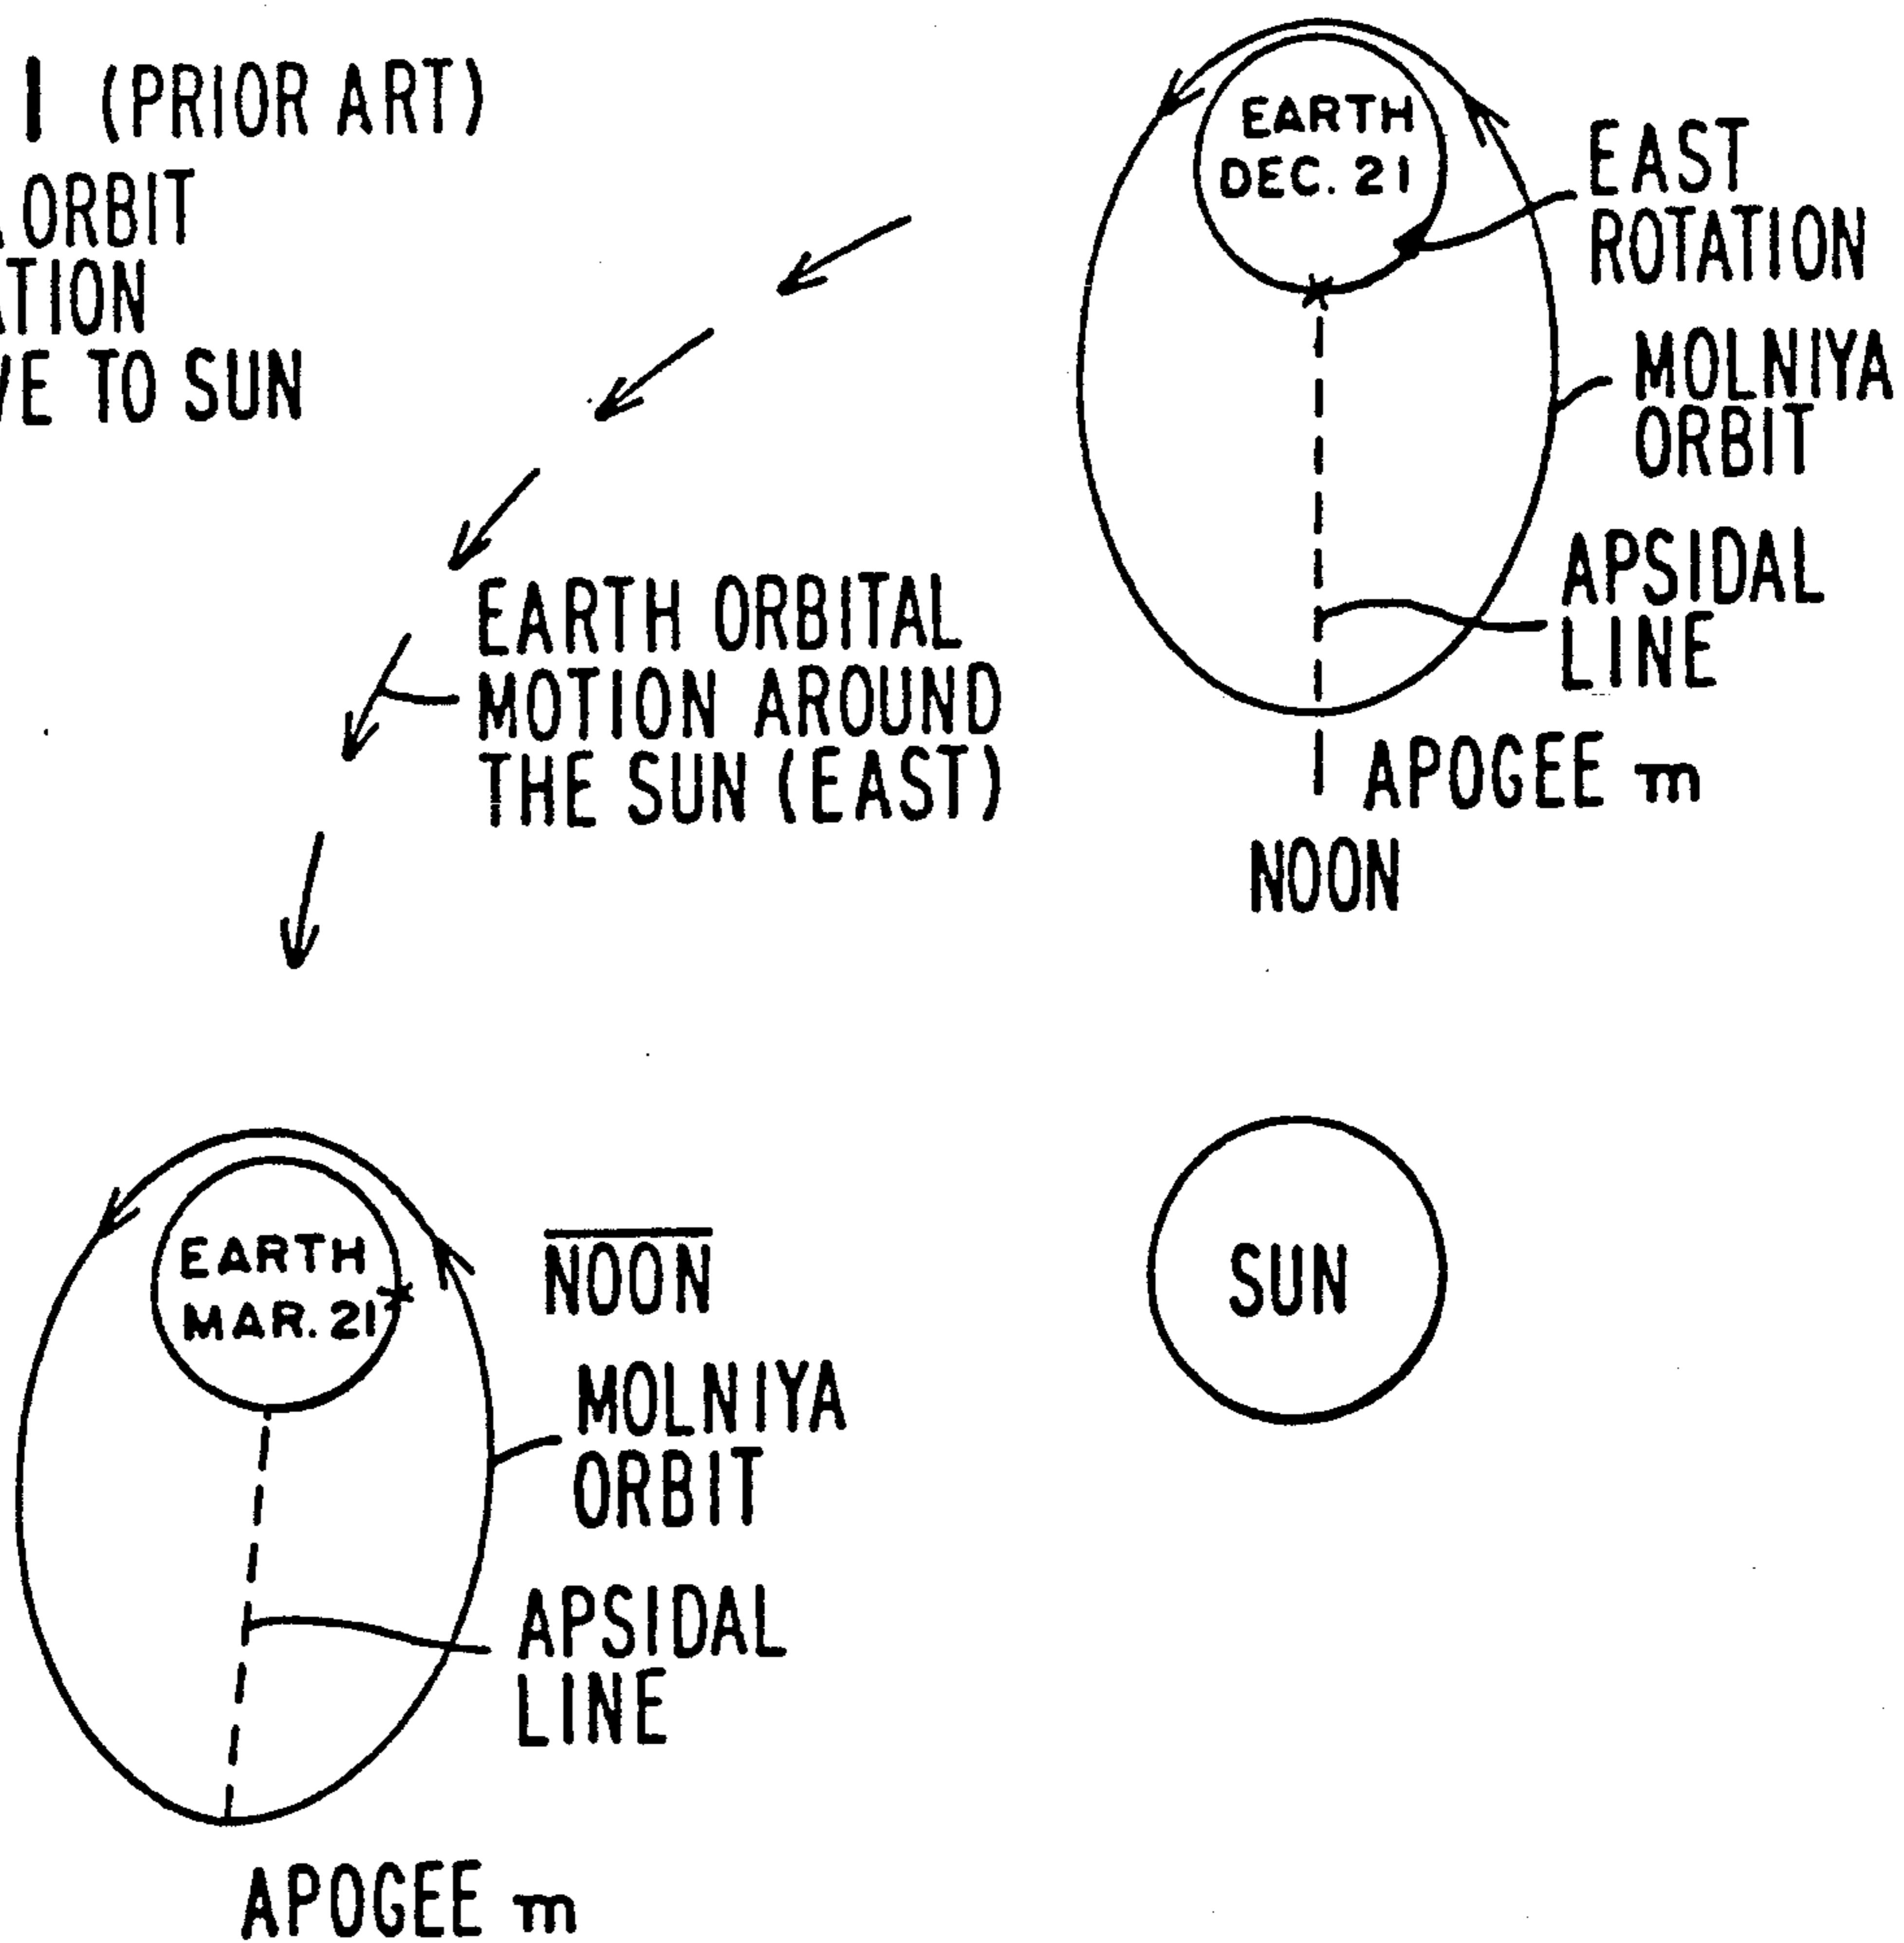 1 (PRIOR ART)
ORBIT
TO SUN
EARTH
DEC. 21
EAST
ROTATION
MOLNIYA
ORBIT
APSIDAL
LINE
APOGEE m
NOON
EARTH ORBITAL
MOTION AROUND
THE SUN (EAST)
EARTH
MAR. 21
NOON
MOLNIYA
ORBIT
APSIDAL
LINE
APOGEE m
SUN